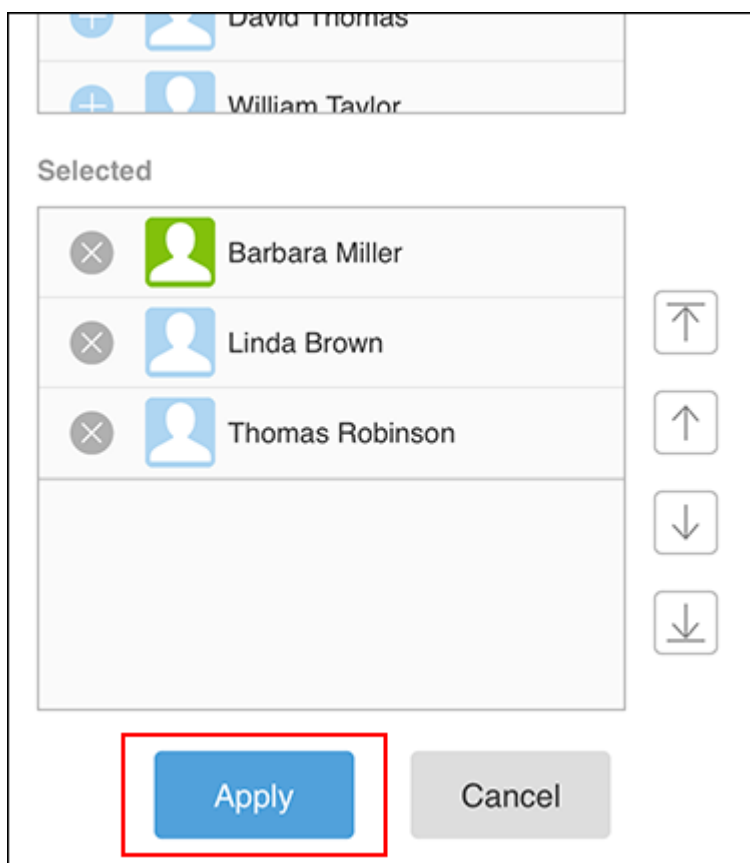 David Thomas
William Taylor
Selected
Barbara Miller
Linda Brown
Thomas Robinson
Apply
Cancel